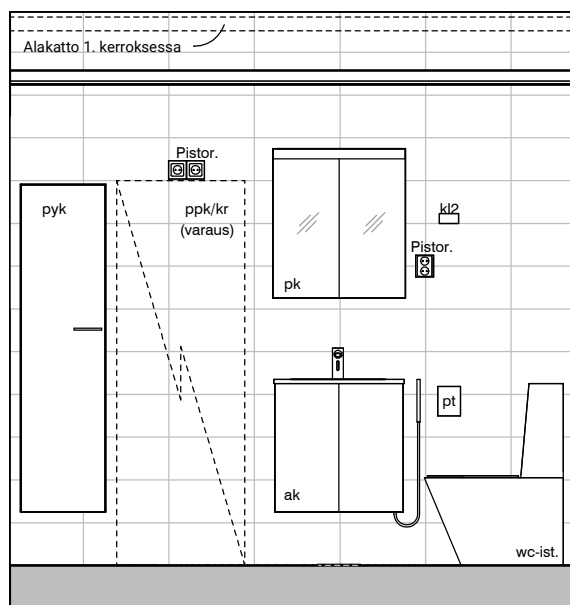 Alakatto 1. kerroksessa
Pistor.
pyk
ppk/kr
(varaus)
kl2
Pistor.
pk
pt
ak
wc-ist.